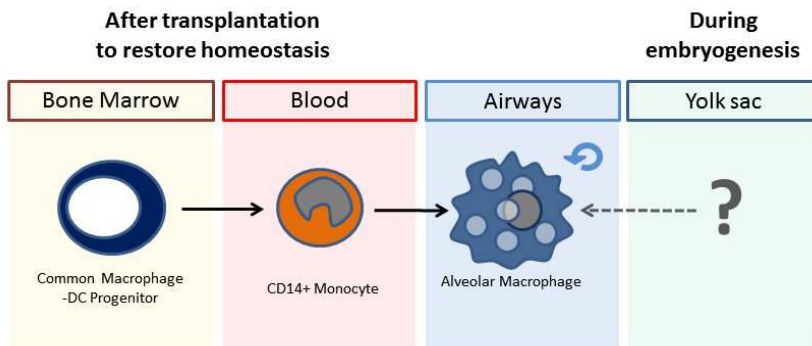 After transplantation
to restore homeostasis
During
embryogenesis
Bone Marrow
Blood
Airways
Yolk sac
?
Common Macrophage
-DC Progenitor
CD14+ Monocyte
Alveolar Macrophage